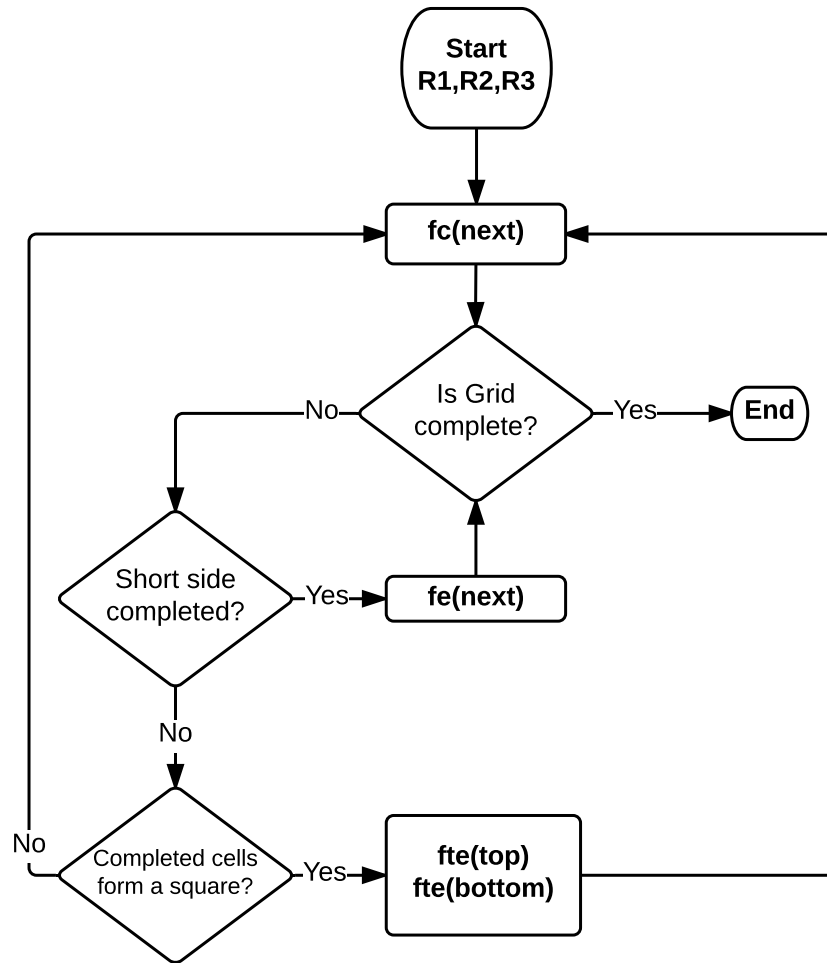 Start
R1,R2,R3
fc(next)
Is Grid
complete?
No
Yes
End
Short side
completed?
Yes
fe(next)
No
No
Completed cells
form a square?
Yes
fte(top)
fte(bottom)